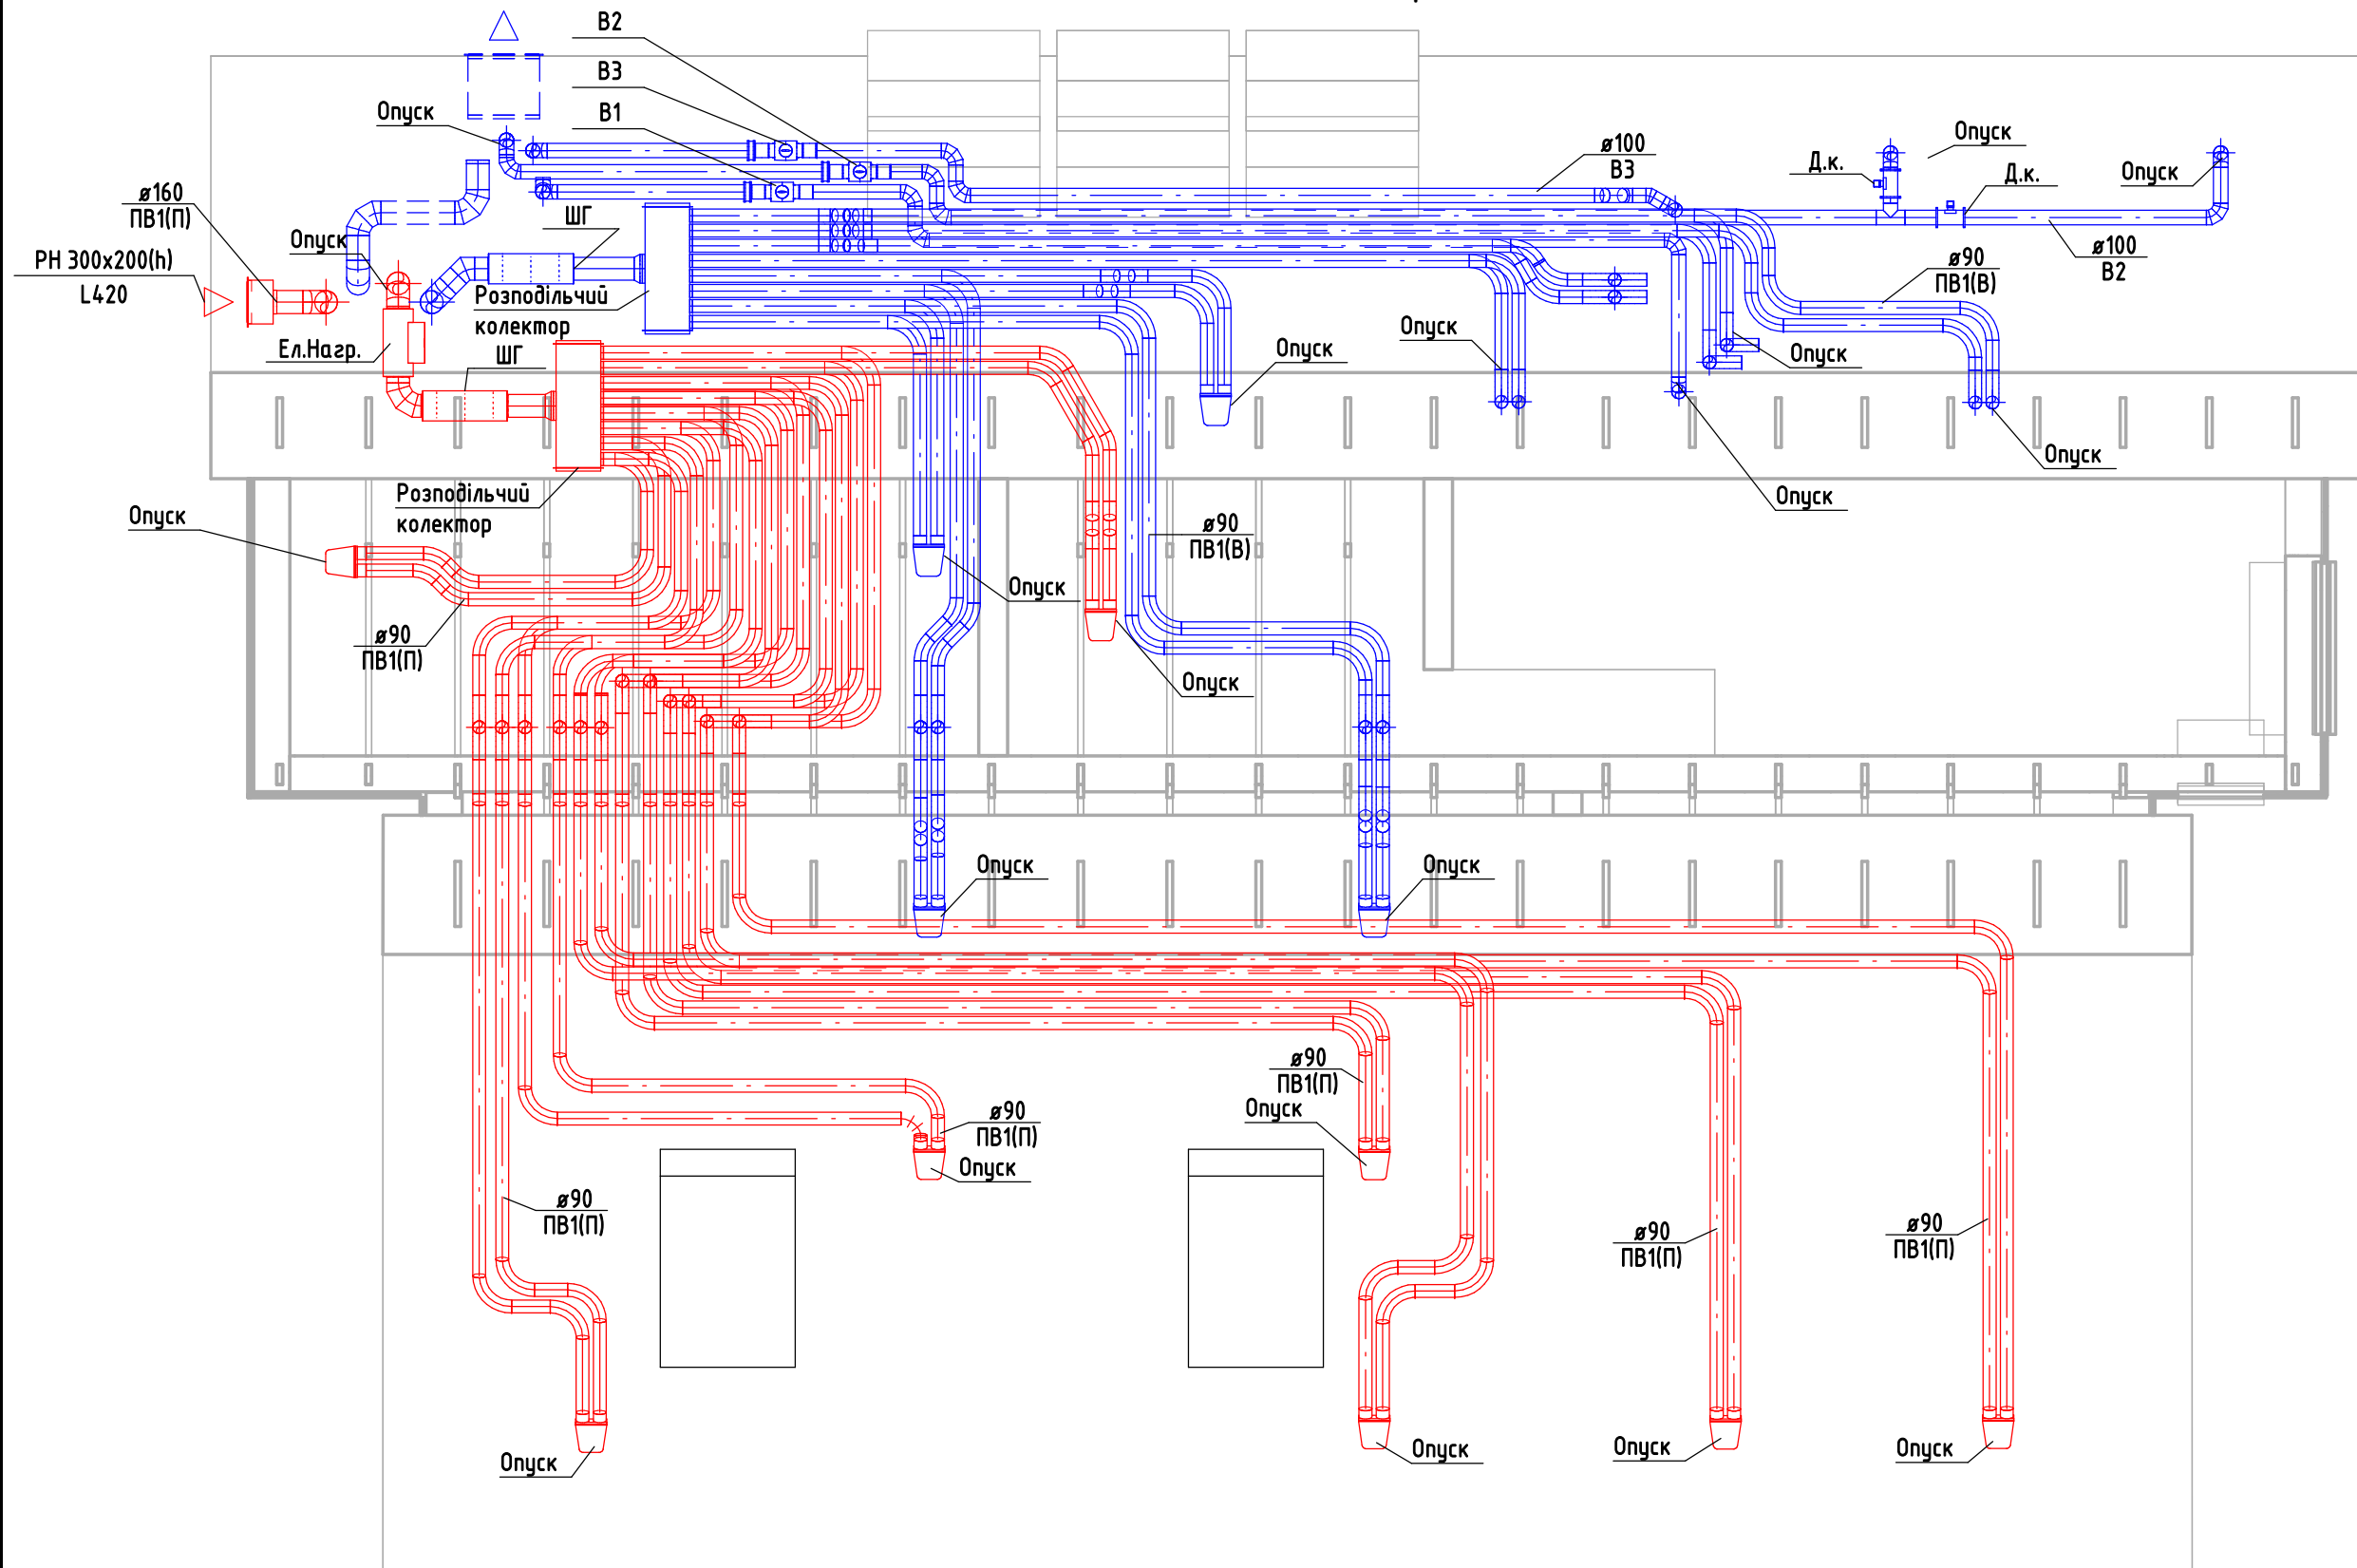 В2
В3
Опуск
В1
ø160
ПВ1(П)
ШГ
Опуск
РН 300х200(h)
L420
Розподільчий
колектор
Ел.Нагр.
ШГ
ø100
В3
Опуск
Д.к.
Д.к.
Опуск
ø100
В2
ø90
ПВ1(В)
Опуск
Опуск
Опуск
Опуск
Опуск
Розподільчий
колектор
Опуск
ø90
ПВ1(В)
Опуск
ø90
ПВ1(П)
Опуск
Опуск
Опуск
ø90
ПВ1(П)
Опуск
ø90
ПВ1(П)
Опуск
ø90
ПВ1(П)
ø90
ПВ1(П)
ø90
ПВ1(П)
Опуск
Опуск
Опуск
Опуск